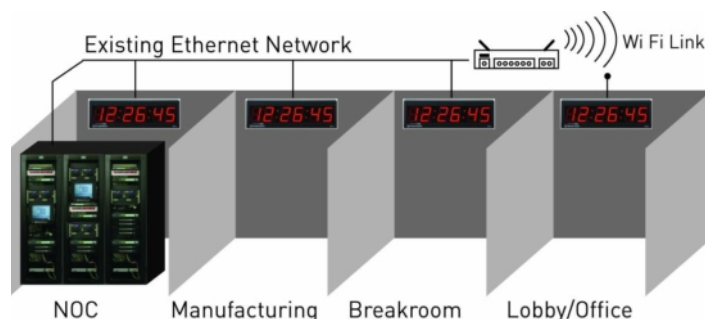 Existing Ethernet Network
Wi Fi Link
12:26:45
12:26:45
12:26:45
12:26:45
NOC
Manufacturing
Breakroom
Lobby/Office